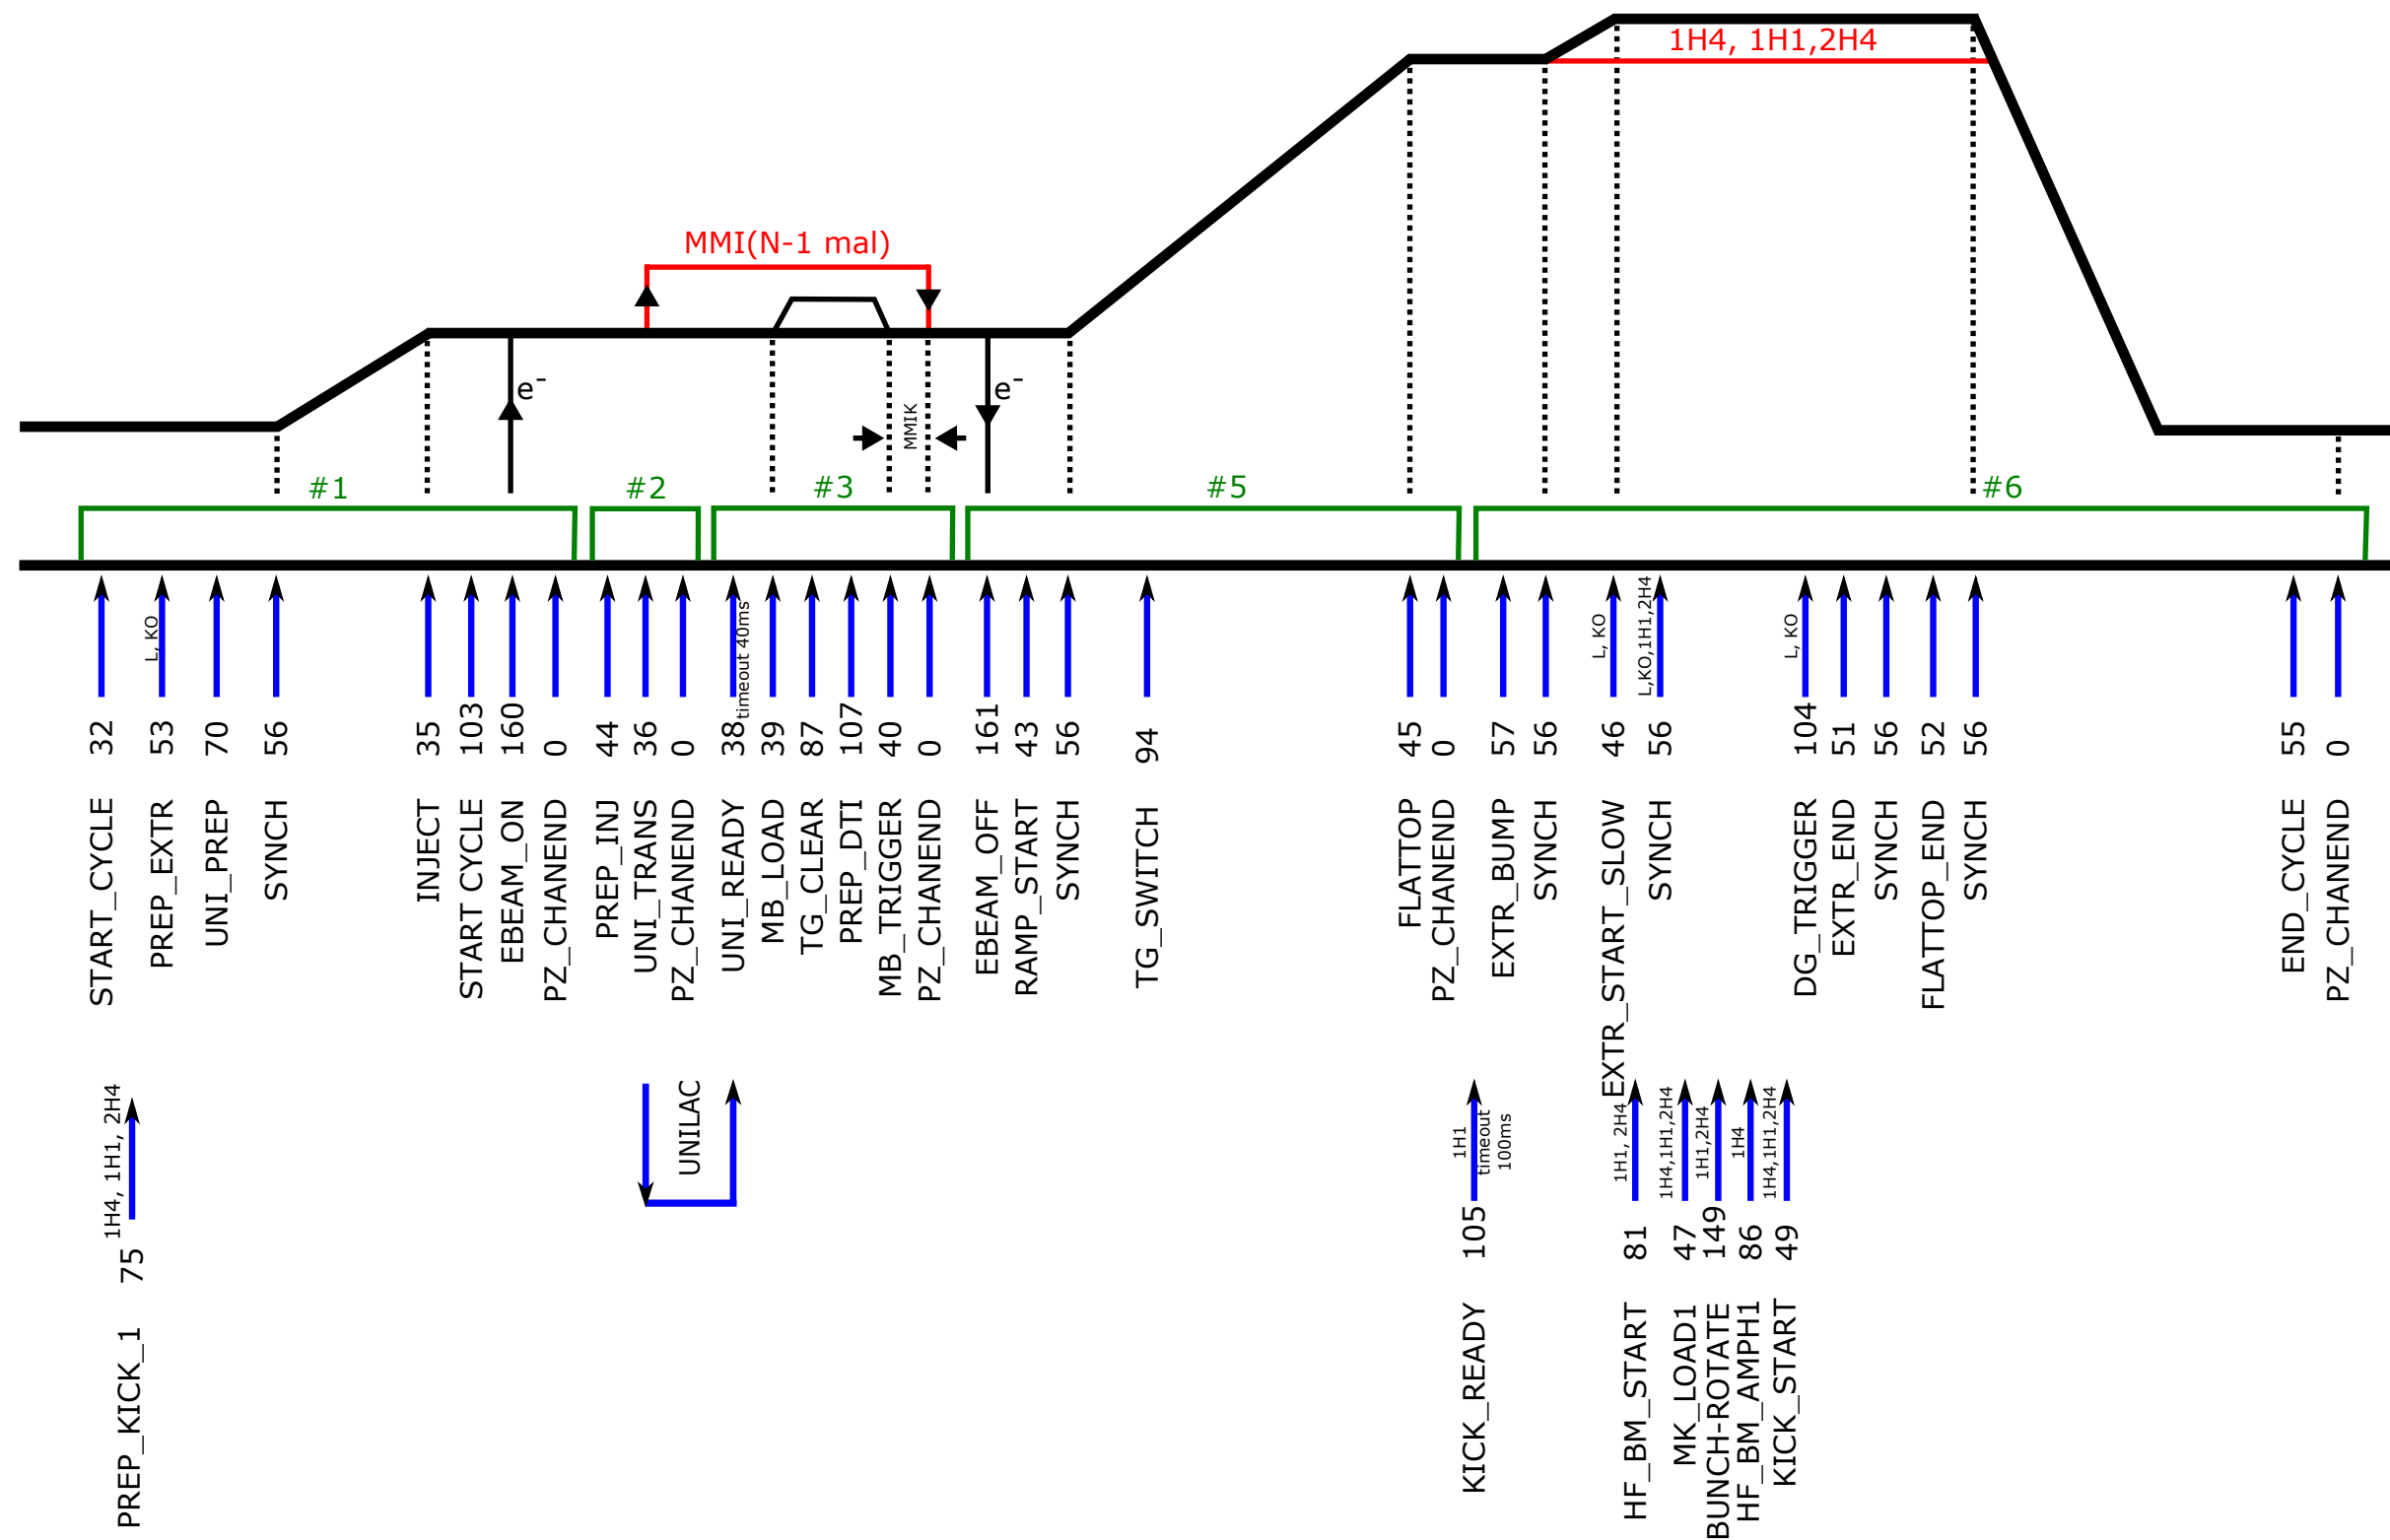 1H4, 1H1,2H4
MMI(N-1 mal)
e-
e-
MMIK
#1
#2
#3
#5
#6
L, KO
timeout 40ms
L, KO
L,KO,1H1,2H4
L, KO
START_CYCLE 32
PREP_EXTR 53
UNI_PREP 70
SYNCH 56
INJECT 35
START CYCLE 103
EBEAM_ON 160
PZ_CHANEND 0
PREP_INJ 44
UNI_TRANS 36
PZ_CHANEND 0
UNI_READY 38
MB_LOAD 39
TG_CLEAR 87
PREP_DTI 107
MB_TRIGGER 40
PZ_CHANEND 0
EBEAM_OFF 161
RAMP_START 43
SYNCH 56
TG_SWITCH 94
FLATTOP 45
PZ_CHANEND 0
EXTR_BUMP 57
SYNCH 56
EXTR_START_SLOW 46
SYNCH 56
DG_TRIGGER 104
EXTR_END 51
SYNCH 56
FLATTOP_END 52
SYNCH 56
END_CYCLE 55
PZ_CHANEND 0
PREP_KICK_1 75
1H4, 1H1, 2H4
UNILAC
KICK_READY 105
1H1
timeout
100ms
HF_BM_START 81
1H1, 2H4
MK_LOAD1 47
1H4,1H1,2H4
BUNCH-ROTATE 149
1H1,2H4
HF_BM_AMPH1 86
1H4
KICK_START 49
1H4,1H1,2H4